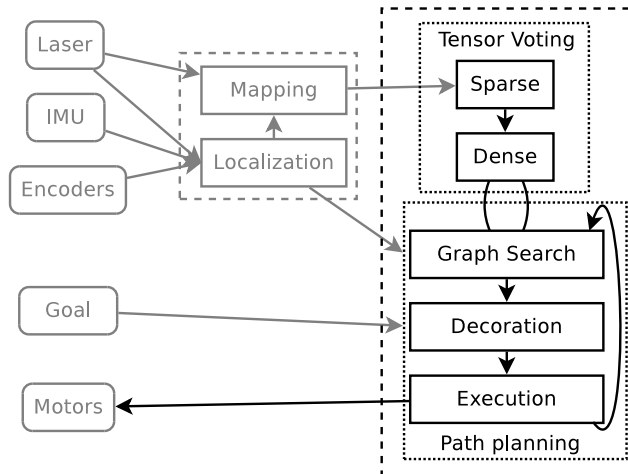 Laser
IMU
Encoders
Mapping
Localization
Tensor Voting
Sparse
Dense
Graph Search
Goal
Decoration
Motors
Execution
Path planning